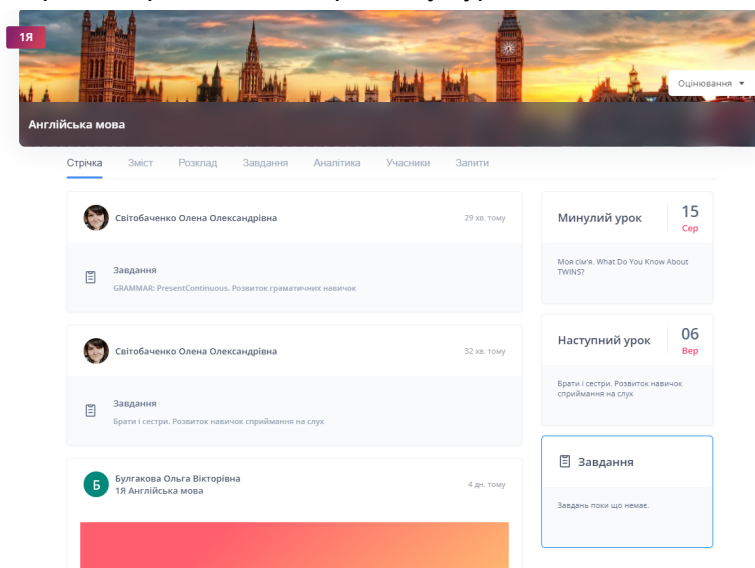 1Я
Оцінювання
Англійська мова
Стрічка Зміст Розклад Завдання Аналітика Учасники Запити
Світобаченко Олена Олександрівна
29 хв. тому
Завдання
GRAMMAR: PresentContinuous. Розвиток граматичних навичок
Світобаченко Олена Олександрівна
32 хв. тому
Завдання
Брати і сестри. Розвиток навичок сприймання на слух
Б
Булгакова Ольга Вікторівна
1Я Англійська мова
4 дн. тому
Минулий урок
15
Сер
Моя сім'я. What Do You Know About
TWINS?
Наступний урок
06
Вер
Брати і сестри. Розвиток навичок
сприймання на слух
Завдання
Завдань поки що немає.